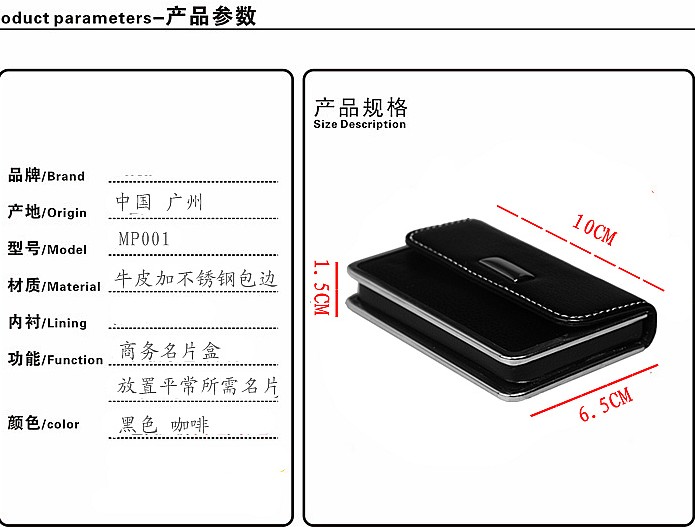 oduct parameters-产品参数
品牌/Brand
产地/Origin 中国 广州
型号/Model MP001
材质/Material 牛皮加不锈钢包边
内衬/Lining
功能/Function 商务名片盒
放置平常所需名片
颜色/color 黑色 咖啡
产品规格
Size Description
10CM
1.5CM
6.5CM